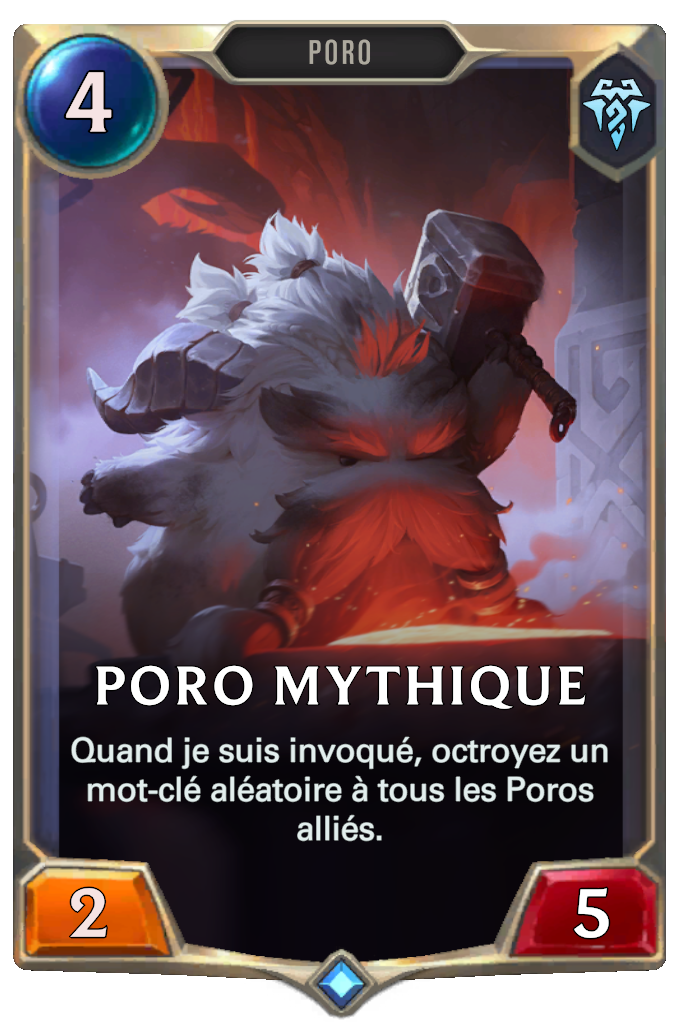 PORO
4
PORO MYTHIQUE
Quand je suis invoqué, octroyez un
mot-clé aléatoire à tous les Poros
alliés.
2
5